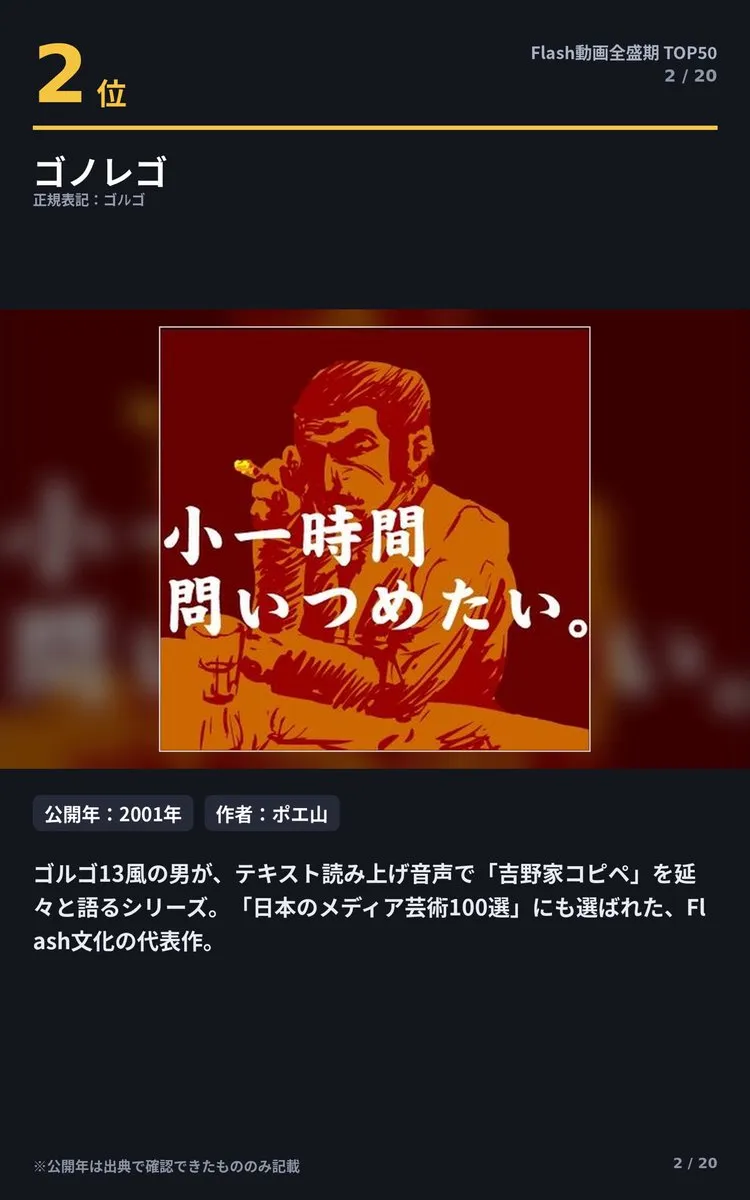 2 位
Flash動画全盛期 TOP50
2 / 20
ゴノレゴ
正規表記：ゴルゴ
小一時間
問いつめたい。
公開年：2001年
作者：ポエ山
ゴルゴ13風の男が、テキスト読み上げ音声で「吉野家コピペ」を延
々と語るシリーズ。「日本のメディア芸術100選」にも選ばれた、Fl
ash文化の代表作。
※公開年は出典で確認できたもののみ記載
2 / 20